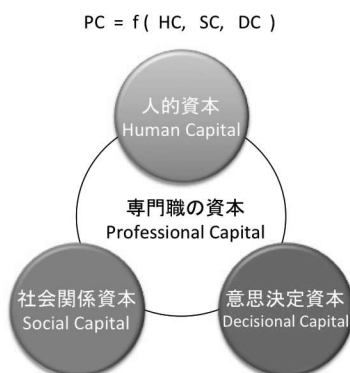 PC = f ( HC, SC, DC )
人的資本
Human Capital
専門職の資本
Professional Capital
社会関係資本
Social Capital
意思決定資本
Decisional Capital